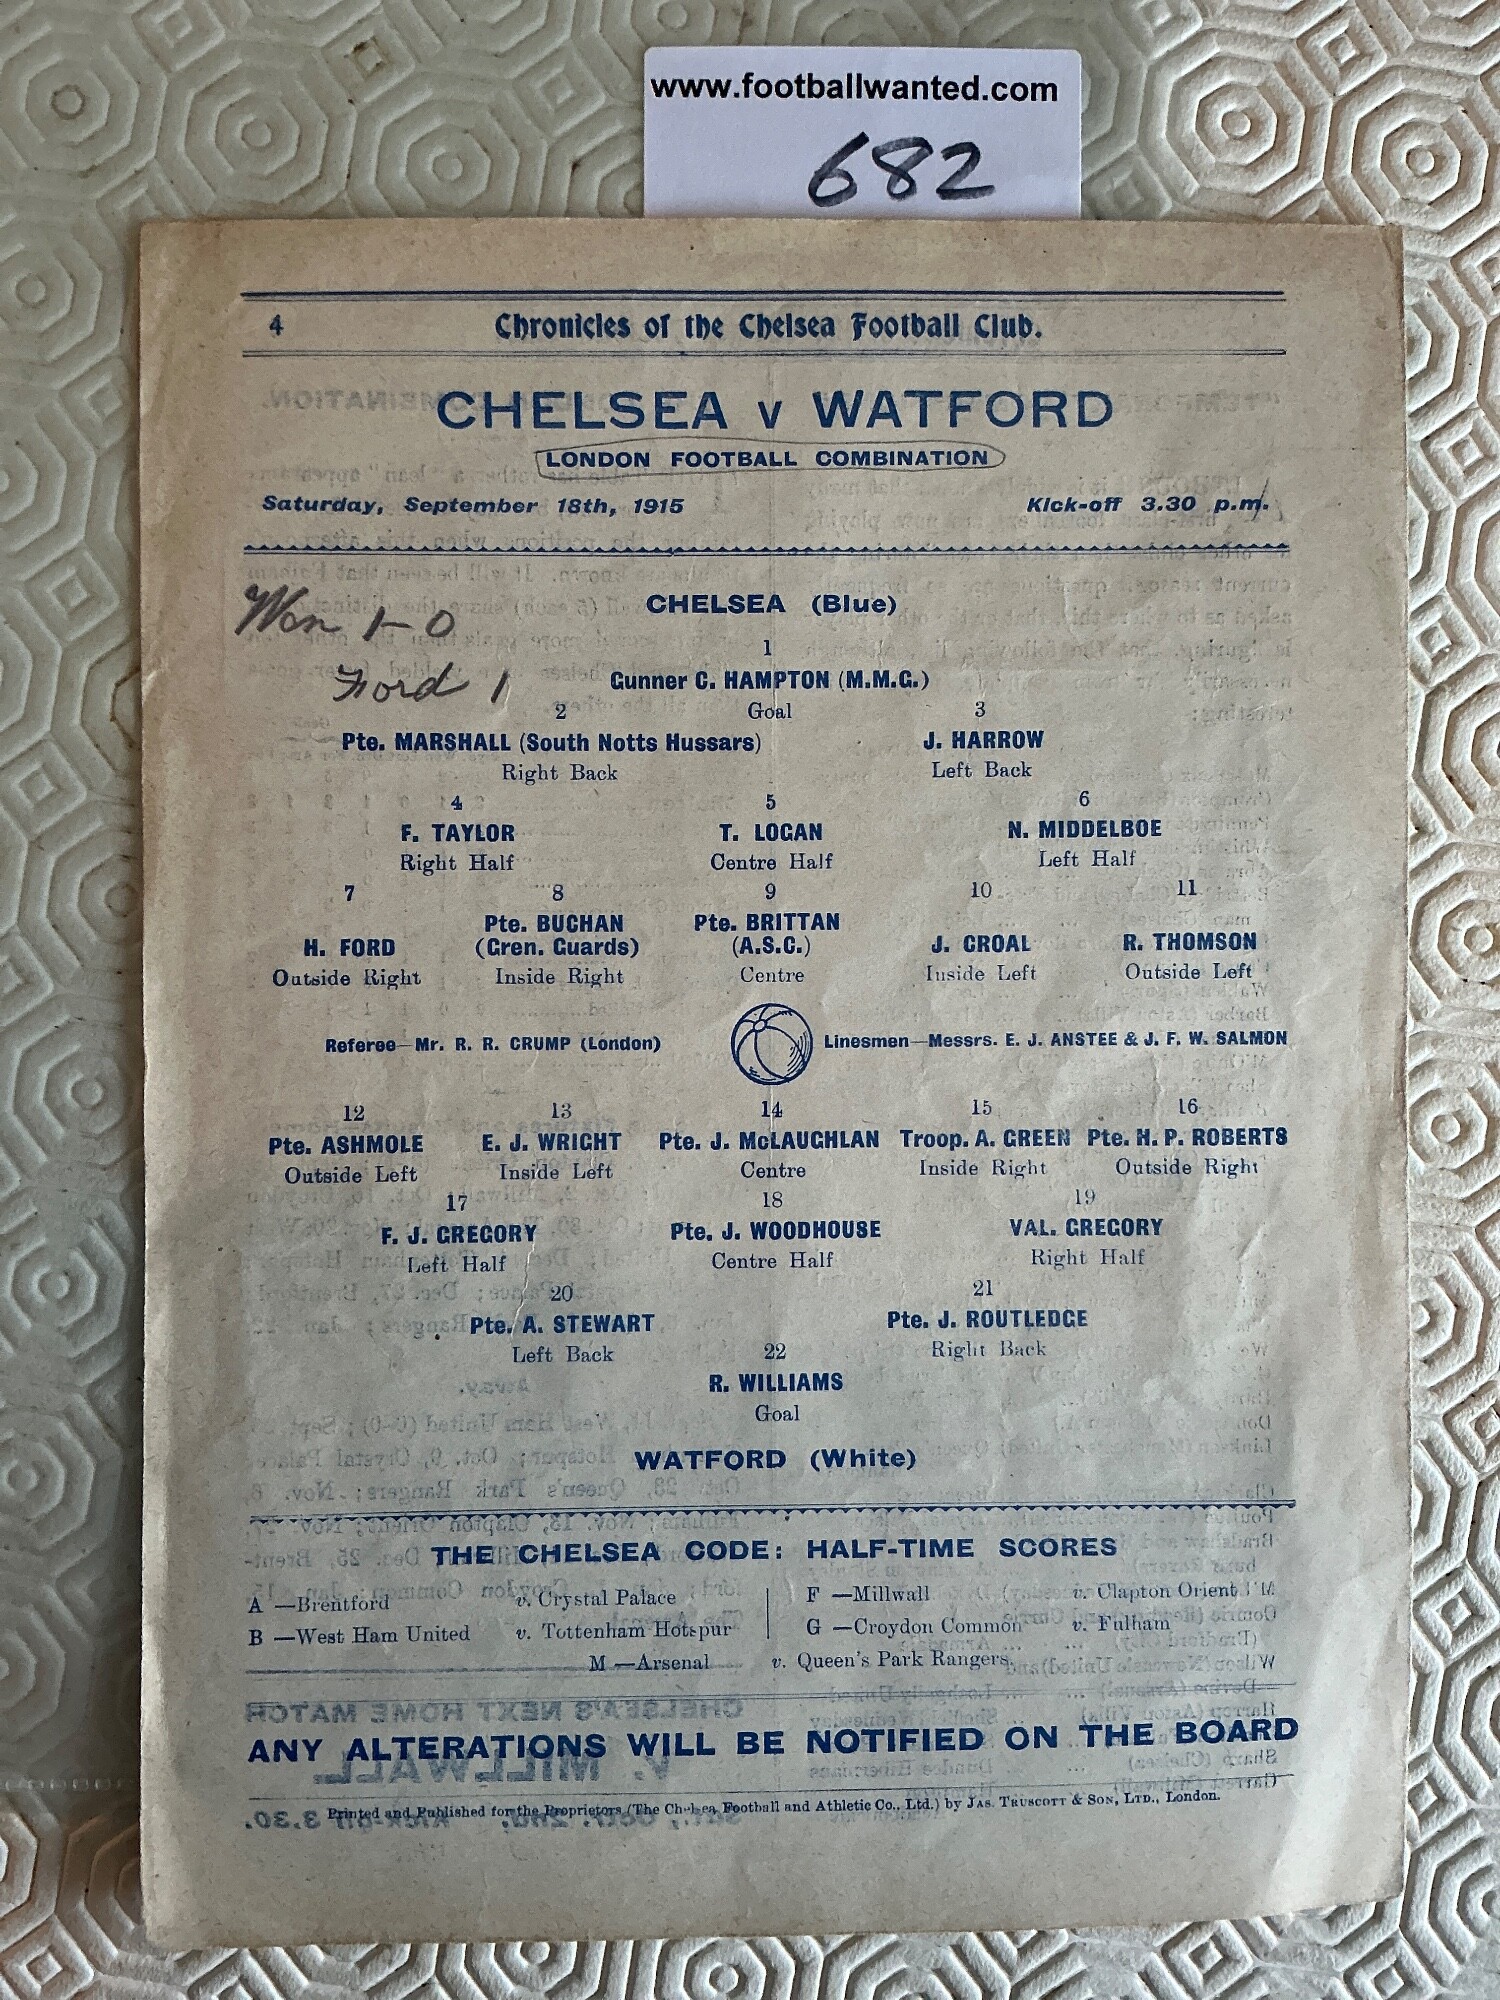 www.footballwanted.com
682
4 Chronicles of the Chelsea Football Club.
CHELSEA v WATFORD
LONDON FOOTBALL COMBINATION
Saturday, September 18th, 1915 Kick-off 3.30 p.m.
Won 1-0
Ford 1
CHELSEA (Blue)
1
Gunner C. HAMPTON (M.M.G.)
Goal
2 3
Pte. MARSHALL (South Notts Hussars) J. HARROW
Right Back Left Back
4 5 6
F. TAYLOR T. LOGAN N. MIDDELBOE
Right Half Centre Half Left Half
7 8 9 10 11
H. FORD Pte. BUCHAN (Gren. Guards) Pte. BRITTAN (A.S.C.) J. CROAL R. THOMSON
Outside Right Inside Right Centre Inside Left Outside Left
Referee—Mr. R. R. CRUMP (London) Linesmen—Messrs. E. J. ANSTEE & J. F. W. SALMON
12 13 14 15 16
Pte. ASHMOLE E. J. WRIGHT Pte. J. McLAUGHLAN Troop. A. GREEN Pte. H. P. ROBERTS
Outside Left Inside Left Centre Inside Right Outside Right
17 18 19
F. J. GREGORY Pte. J. WOODHOUSE VAL. GREGORY
Left Half Centre Half Right Half
20 21
Pte. A. STEWART Pte. J. ROUTLEDGE
Left Back Right Back
22
R. WILLIAMS
Goal
WATFORD (White)
THE CHELSEA CODE: HALF-TIME SCORES
A —Brentford v. Crystal Palace F —Millwall v. Clapton Orient
B —West Ham United v. Tottenham Hotspur G —Croydon Common v. Fulham
M —Arsenal v. Queen's Park Rangers
ANY ALTERATIONS WILL BE NOTIFIED ON THE BOARD
Printed and Published for the Proprietors (The Chelsea Football and Athletic Co., Ltd.) by JAS. TRUSCOTT & SON, LTD., London.